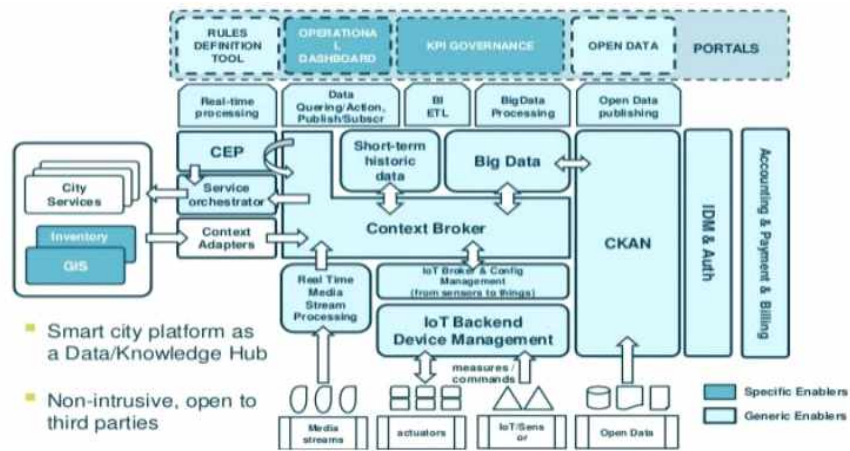 RULES
DEFINITION
TOOL
OPERATIONA
L
DASHBOARD
KPI GOVERNANCE
OPEN DATA
PORTALS
Real-time
processing
Data
Quering/Action,
Publish/Subscr
BI
ETL
BigData
Processing
Open Data
publishing
CEP
Short-term
historic
data
Big Data
City
Services
Service
orchestrator
Inventory
GIS
Context
Adapters
Context Broker
CKAN
IDM & Auth
Accounting & Payment & Billing
Real Time
Media
Stream
Processing
IoT Broker & Config
Management
(from sensors to things)
IoT Backend
Device Management
Smart city platform as
a Data/Knowledge Hub
Non-intrusive, open to
third parties
measures /
commands
Media
streams
actuators
IoT/Sens
or
Open Data
Specific Enablers
Generic Enablers